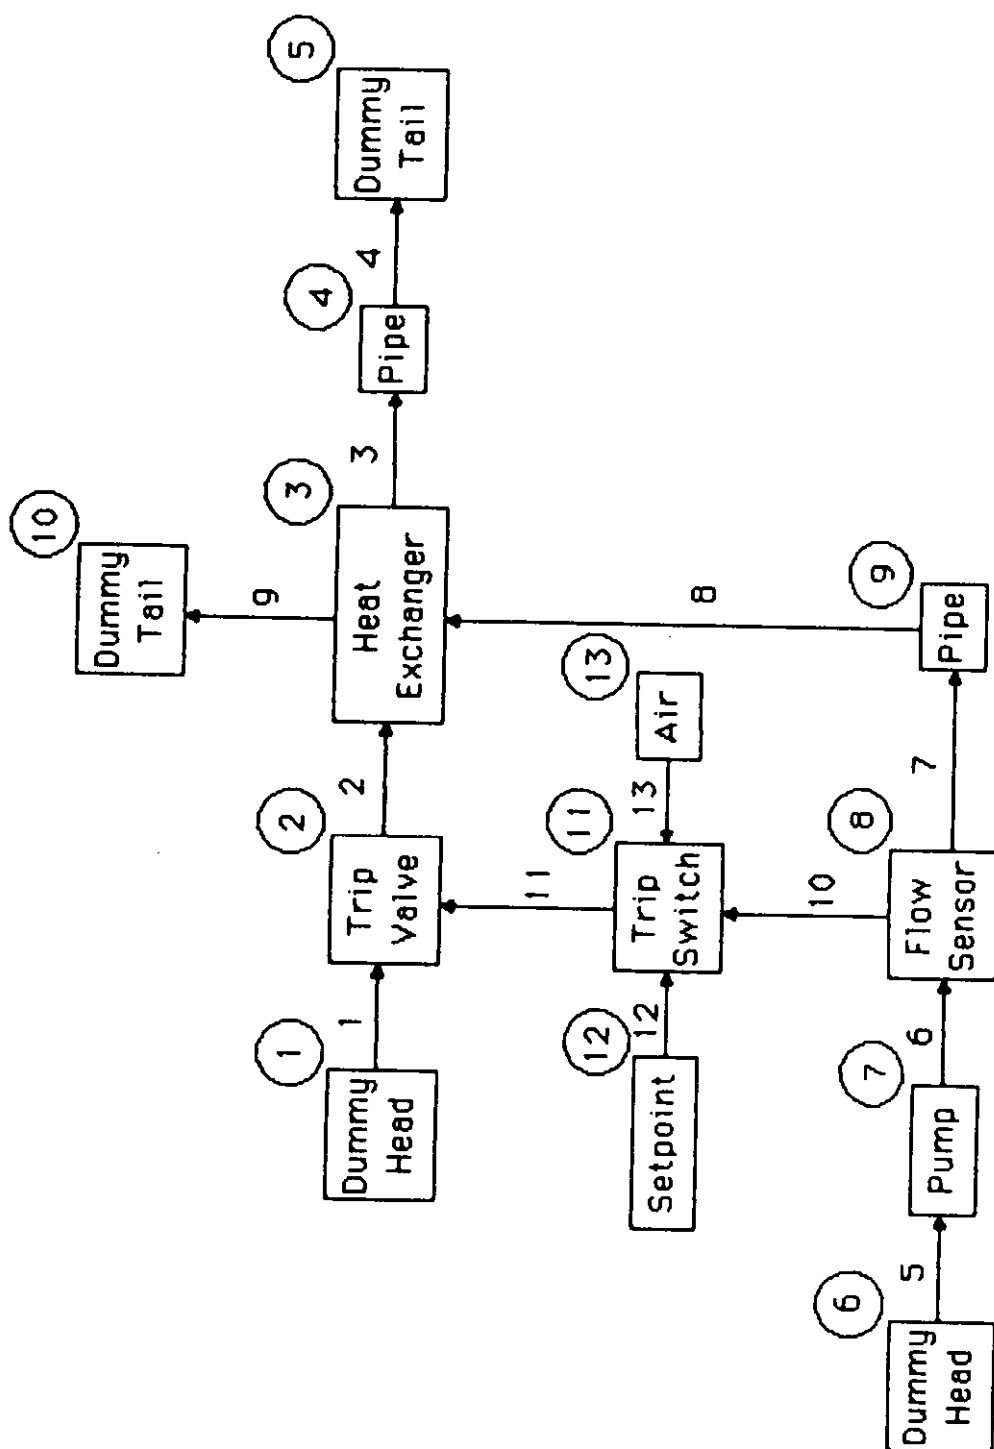 10
Dummy
Tail
9
5
Dummy
Tail
1
Dummy
Head
1
2
Trip
Valve
2
3
Heat
Exchanger
3
4
Pipe
4
11
8
12
Setpoint
12
11
Trip
Switch
13
13
Air
10
6
Dummy
Head
5
7
Pump
6
8
Flow
Sensor
7
9
Pipe